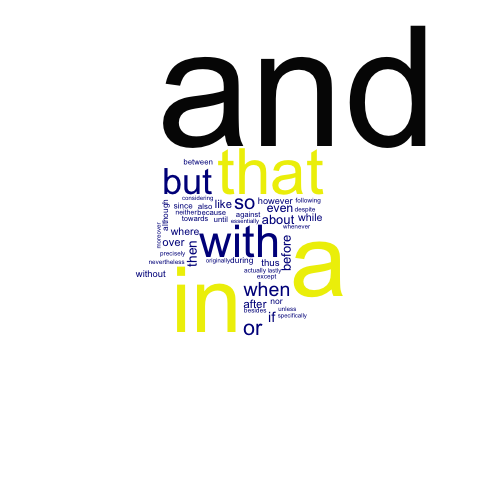 and
between
that
but
considering
since also like so however following
although neither because even despite
towards until against about while
essentially
whenever
moreover where with
over then before
precisely
nevertheless originally during thus a
without actually lastly
except
in when
after nor
besides unless
if specifically
or